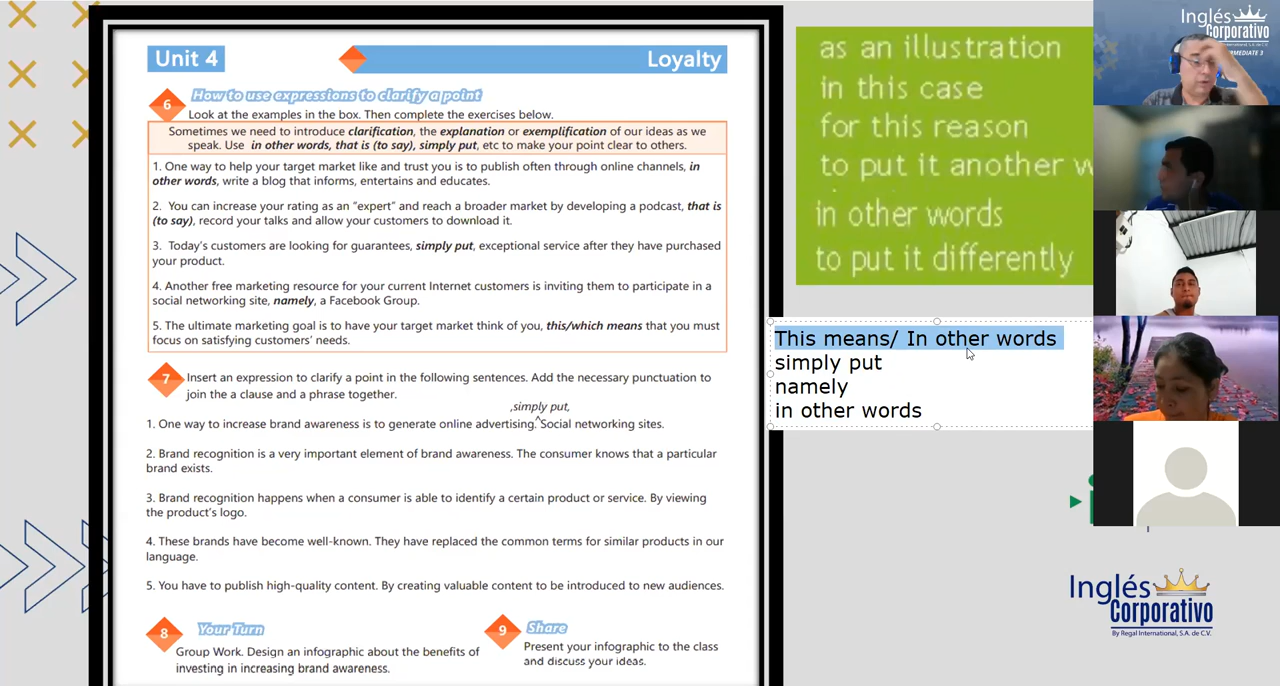 Unit 4
Loyalty
6
How to use expressions to clarify a point
Look at the examples in the box. Then complete the exercises below.
Sometimes we need to introduce clarification, the explanation or exemplification of our ideas as we
speak. Use in other words, that is (to say), simply put, etc to make your point clear to others.
1. One way to help your target market like and trust you is to publish often through online channels, in
other words, write a blog that informs, entertains and educates.
2. You can increase your rating as an “expert” and reach a broader market by developing a podcast, that is
(to say), record your talks and allow your customers to download it.
3. Today’s customers are looking for guarantees, simply put, exceptional service after they have purchased
your product.
4. Another free marketing resource for your current Internet customers is inviting them to participate in a
social networking site, namely, a Facebook Group.
5. The ultimate marketing goal is to have your target market think of you, this/which means that you must
focus on satisfying customers’ needs.
7
Insert an expression to clarify a point in the following sentences. Add the necessary punctuation to
join the a clause and a phrase together.
,simply put,
1. One way to increase brand awareness is to generate online advertising.^Social networking sites.
2. Brand recognition is a very important element of brand awareness. The consumer knows that a particular
brand exists.
3. Brand recognition happens when a consumer is able to identify a certain product or service. By viewing
the product’s logo.
4. These brands have become well-known. They have replaced the common terms for similar products in our
language.
5. You have to publish high-quality content. By creating valuable content to be introduced to new audiences.
8
Your Turn
Group Work. Design an infographic about the benefits of
investing in increasing brand awareness.
9
Share
Present your infographic to the class
and discuss your ideas.
as an illustration
in this case
for this reason
to put it another w
in other words
to put it differently
This means/ In other words
simply put
namely
in other words
Inglés
Corporativo
Inglés
Corporativo
By Regal International, S.A. de C.V.